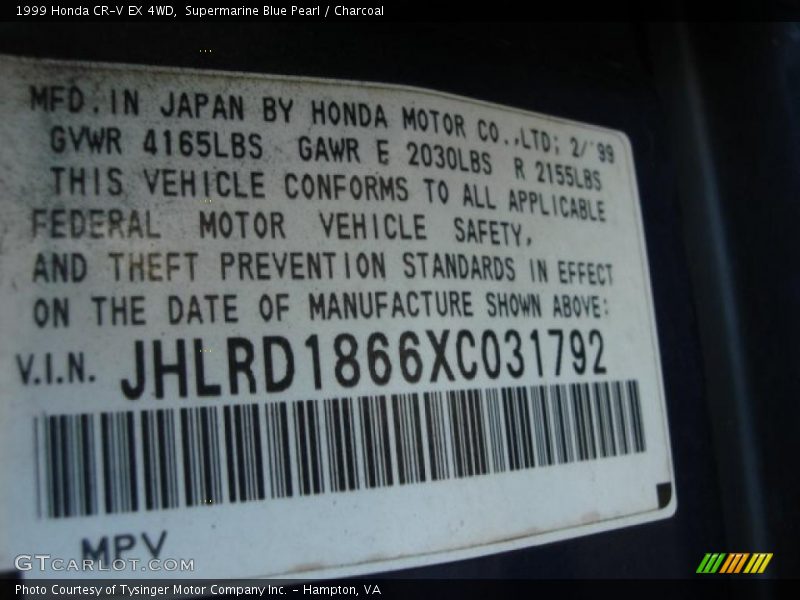 1999 Honda CR-V EX 4WD,  Supermarine Blue Pearl / Charcoal
MFD. IN JAPAN BY HONDA MOTOR CO.,LTD; 2/'99
GVWR 4165LBS GAWR E 2030LBS R 2155LBS
THIS VEHICLE CONFORMS TO ALL APPLICABLE
FEDERAL MOTOR VEHICLE SAFETY,
AND THEFT PREVENTION STANDARDS IN EFFECT
ON THE DATE OF MANUFACTURE SHOWN ABOVE:
V.I.N. JHLRD1866XC031792
MPV
GTCARLOT.COM
Photo Courtesy of Tysinger Motor Company Inc. - Hampton, VA